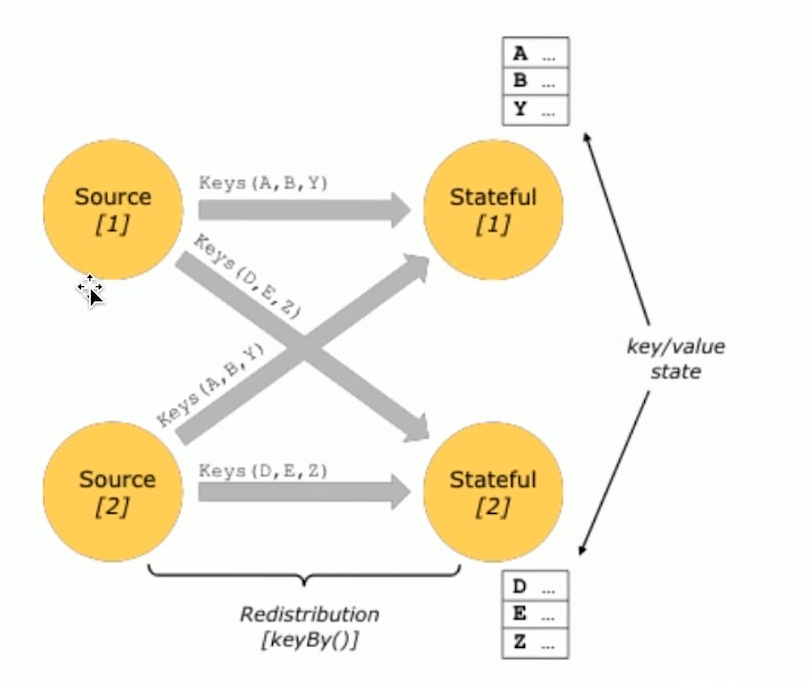 A ...
B ...
Y ...
Source
[1]
Keys(A,B,Y)
Stateful
[1]
Keys(D,E,Z)
key/value
state
Keys(A,B,Y)
Source
[2]
Keys(D,E,Z)
Stateful
[2]
Redistribution
[keyBy()]
D ...
E ...
Z ...